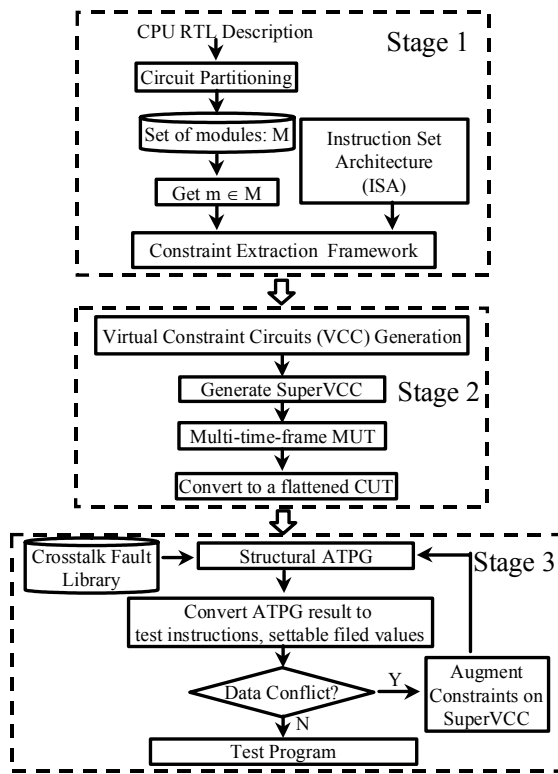 CPU RTL Description
Stage 1
Circuit Partitioning
Set of modules: M
Instruction Set
Architecture
(ISA)
Get m ∈ M
Constraint Extraction Framework
Virtual Constraint Circuits (VCC) Generation
Generate SuperVCC
Stage 2
Multi-time-frame MUT
Convert to a flattened CUT
Crosstalk Fault
Library
Structural ATPG
Stage 3
Convert ATPG result to
test instructions, settable filed values
Data Conflict?
Y
Augment
Constraints on
SuperVCC
N
Test Program